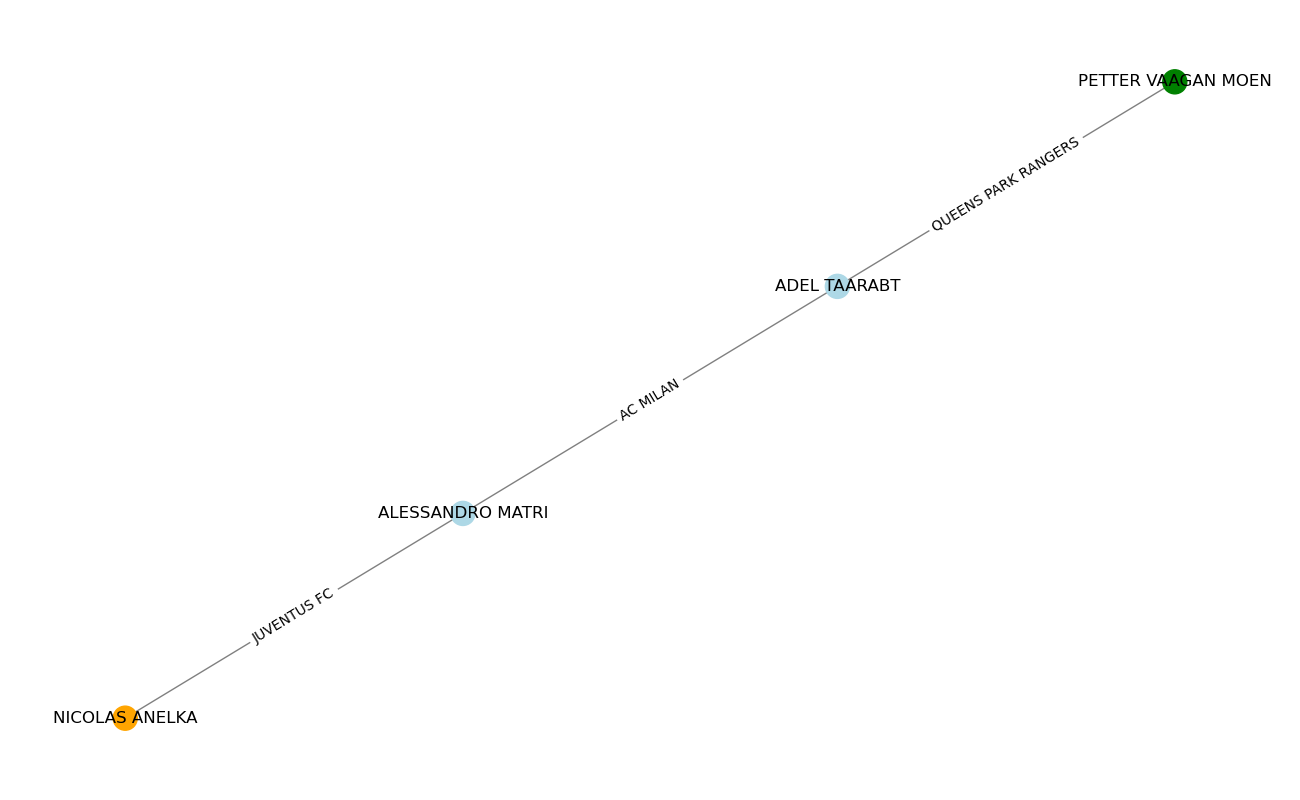 PETTER VAAGAN MOEN
QUEENS PARK RANGERS
ADEL TAARABT
AC MILAN
ALESSANDRO MATRI
JUVENTUS FC
NICOLAS ANELKA